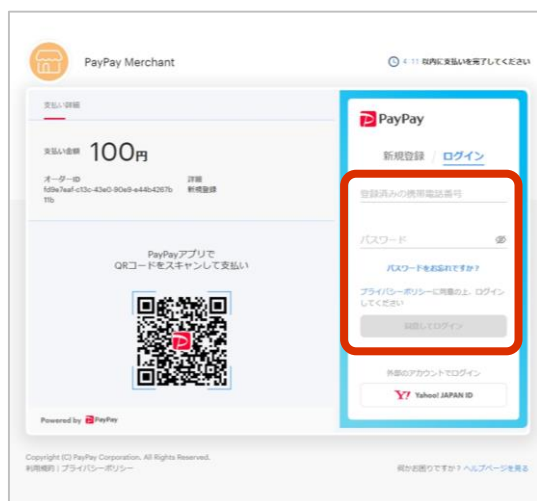 PayPay Merchant
4:11 以内に支払いを完了してください
支払い詳細
支払い金額 100円
オーダーID
fd9e7eaf-c13c-43e0-90e9-e44b4267b
11b
詳細
新規登録
PayPayアプリで
QRコードをスキャンして支払い
Powered by PayPay
PayPay
新規登録 / ログイン
登録済みの携帯電話番号
パスワード
パスワードをお忘れですか?
プライバシーポリシーに同意の上、ログイン
してください
同意してログイン
外部のアカウントでログイン
Y! Yahoo! JAPAN ID
Copyright (C) PayPay Corporation. All Rights Reserved.
利用規約 | プライバシーポリシー
何かお困りですか? ヘルプページを見る